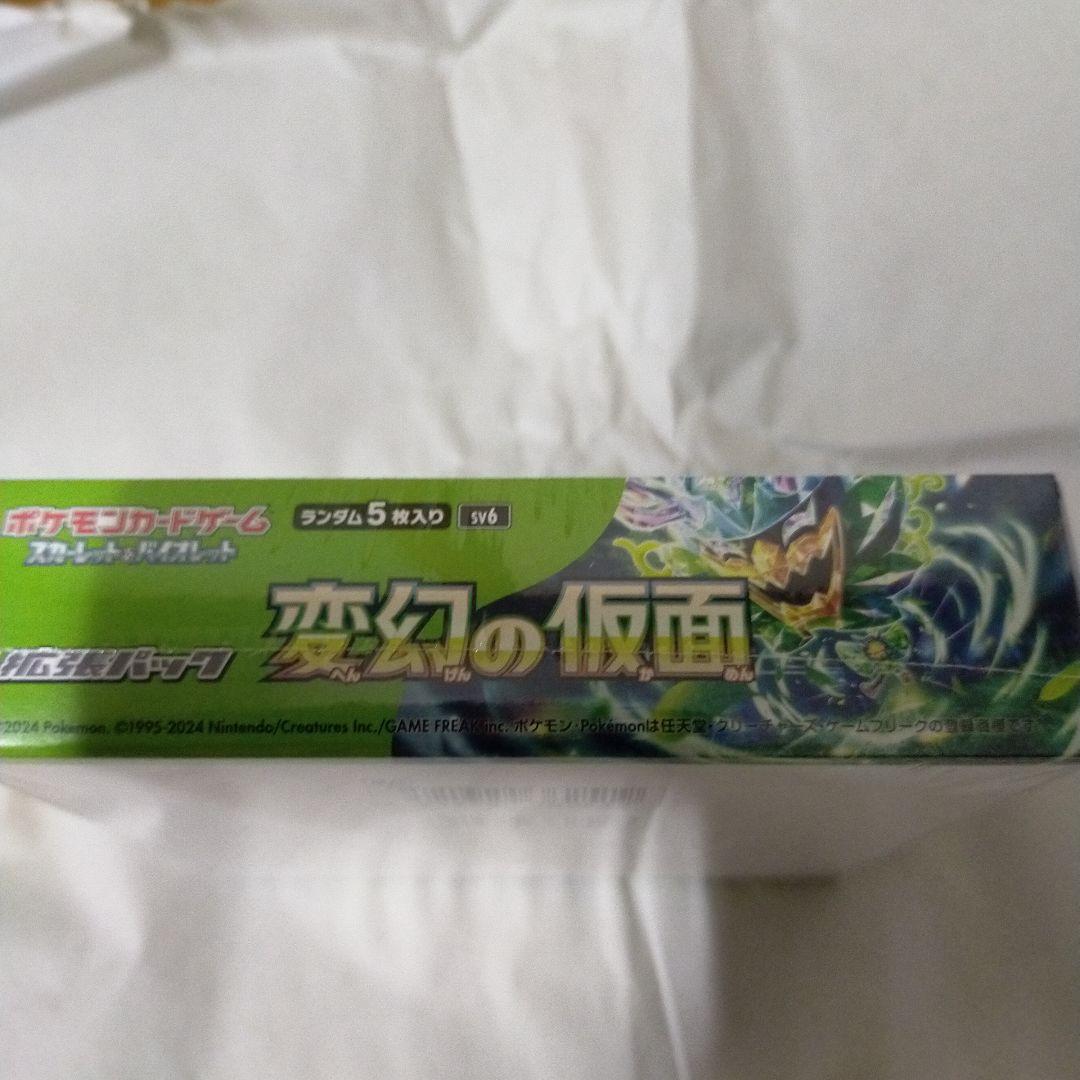 ポケモンカードゲーム
スカーレット&バイオレット
ランダム5枚入り
SV6
変幻の仮面
へん げん か めん
拡張パック
©2024 Pokémon. ©1995-2024 Nintendo/Creatures Inc./GAME FREAK inc. ポケモン・Pokémonは任天堂・クリーチャーズ・ゲームフリークの登録商標です。